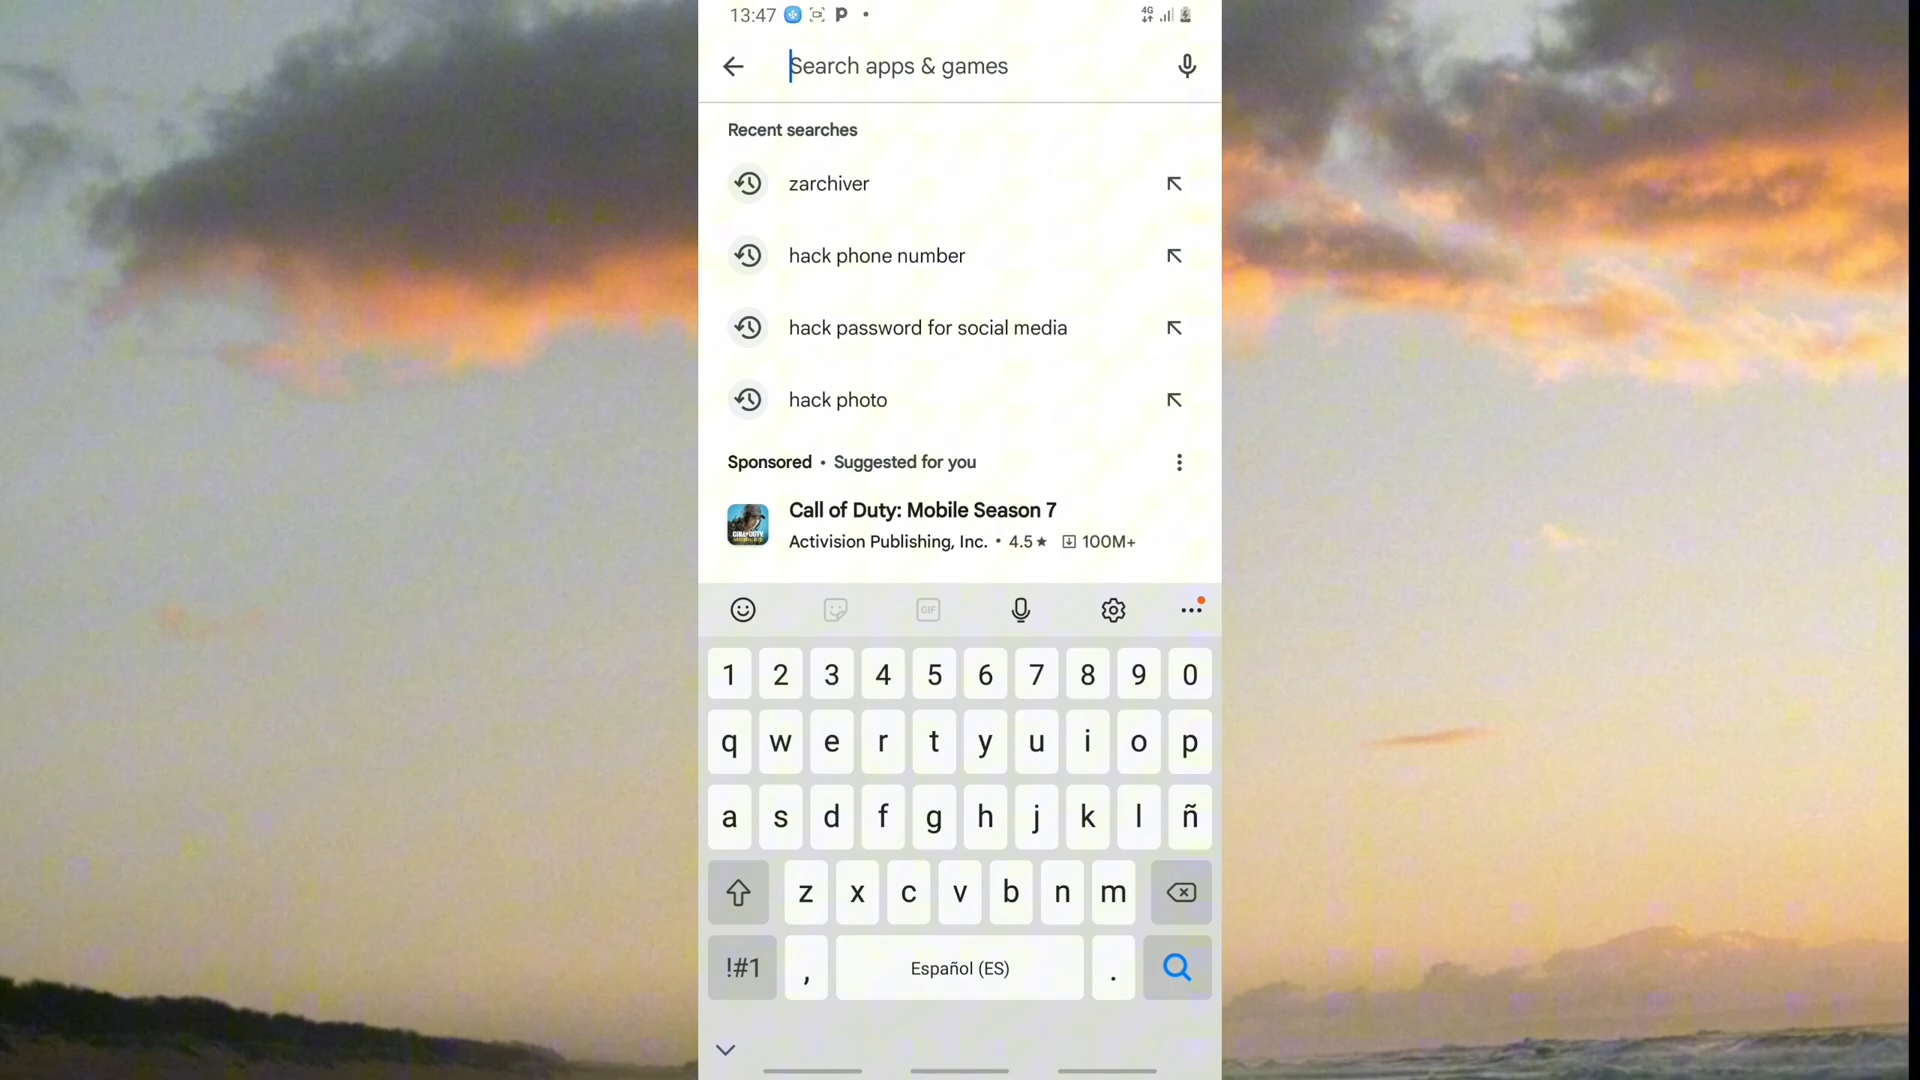 13:47 P 4G
Search apps & games
Recent searches
zarchiver
hack phone number
hack password for social media
hack photo
Sponsored • Suggested for you
Call of Duty: Mobile Season 7
Activision Publishing, Inc. • 4.5★ 100M+
GIF
1 2 3 4 5 6 7 8 9 0
q w e r t y u i o p
a s d f g h j k l ñ
z x c v b n m
!#1 , Español (ES) .